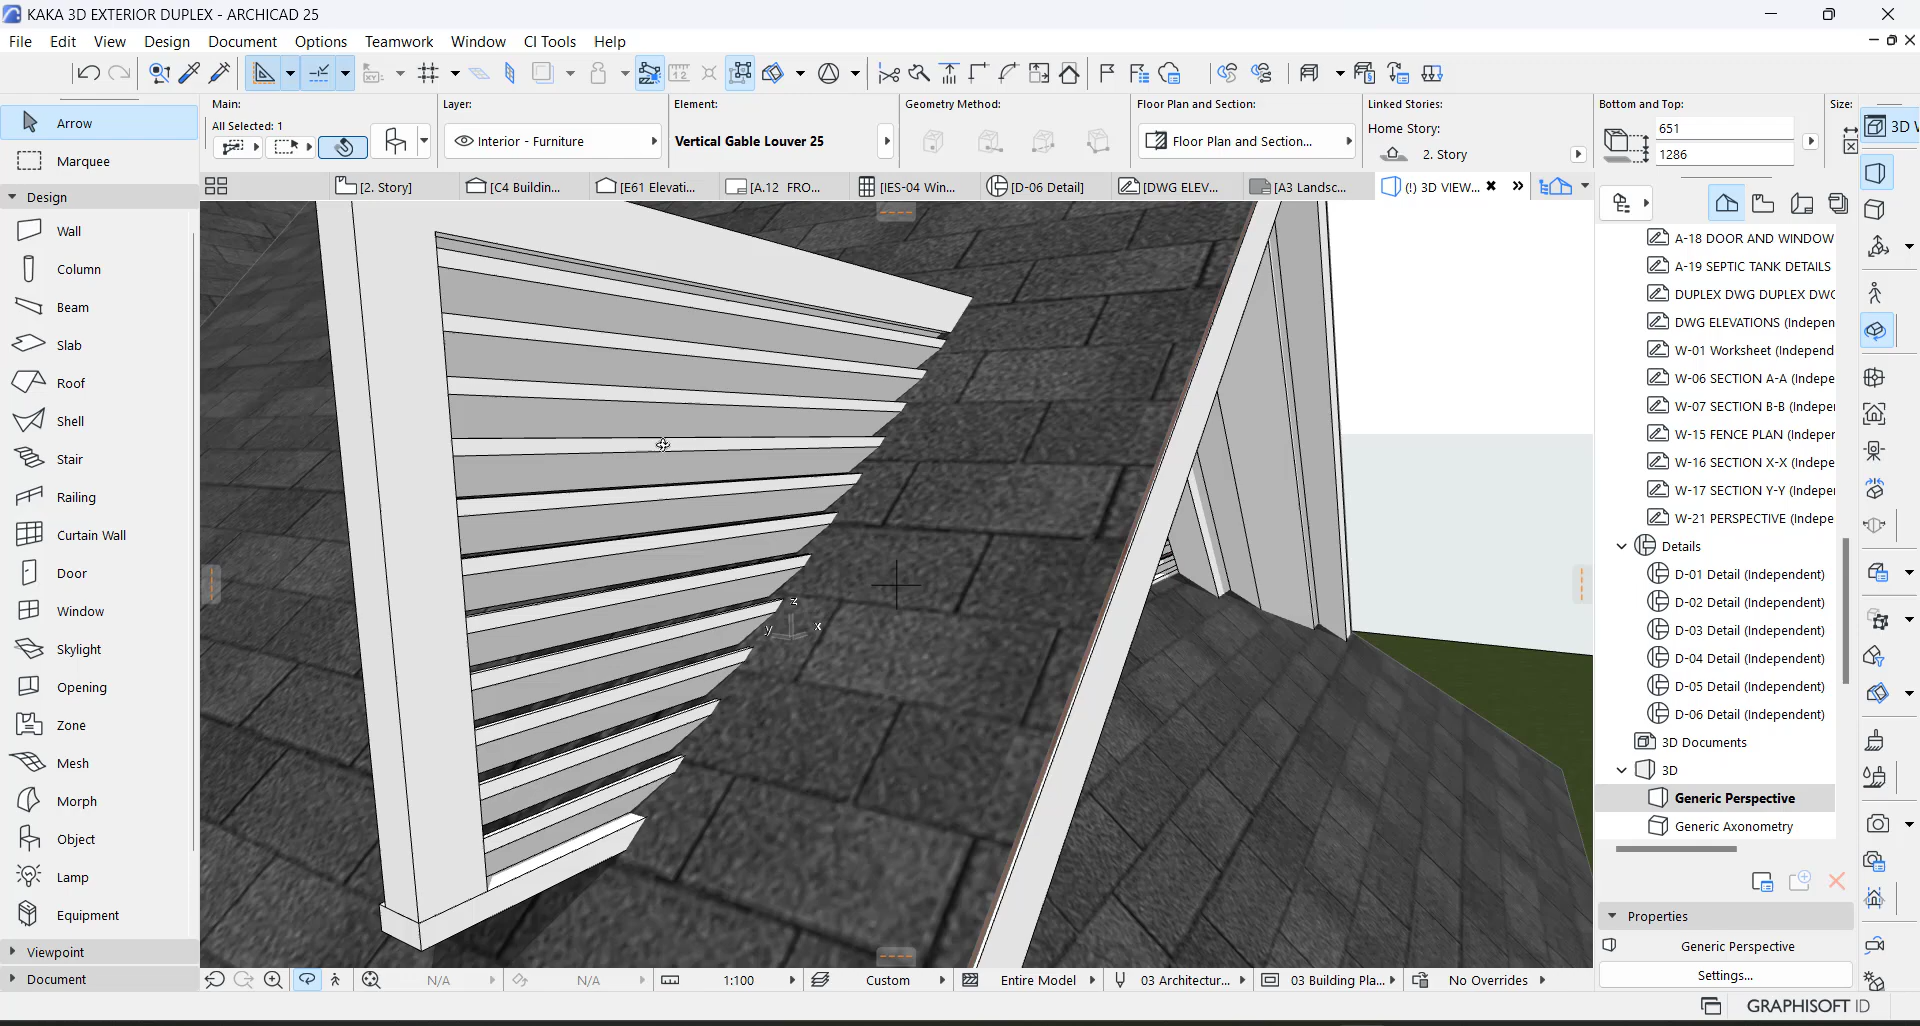 KAKA 3D EXTERIOR DUPLEX - ARCHICAD 25
File Edit View Design Document Options Teamwork Window CI Tools Help
Main: Layer: Element: Geometry Method: Floor Plan and Section: Linked Stories: Bottom and Top: Size:
All Selected: 1
Interior - Furniture
Vertical Gable Louver 25
Floor Plan and Section...
Home Story:
2. Story
651
1286
3D V
Arrow
Marquee
[2. Story]
[C4 Buildin...
[E61 Elevati...
[A.12 FRO...
[IES-04 Win...
[D-06 Detail]
[DWG ELEV...
[A3 Landsc...
(!) 3D VIEW...
Design
Wall
Column
Beam
Slab
Roof
Shell
Stair
Railing
Curtain Wall
Door
Window
Skylight
Opening
Zone
Mesh
Morph
Object
Lamp
Equipment
Viewpoint
Document
z
y
x
A-18 DOOR AND WINDOW
A-19 SEPTIC TANK DETAILS
DUPLEX DWG DUPLEX DWG
DWG ELEVATIONS (Indepen
W-01 Worksheet (Independ
W-06 SECTION A-A (Indepe
W-07 SECTION B-B (Indepe
W-15 FENCE PLAN (Indeper
W-16 SECTION X-X (Indepe
W-17 SECTION Y-Y (Indeper
W-21 PERSPECTIVE (Indepe
Details
D-01 Detail (Independent)
D-02 Detail (Independent)
D-03 Detail (Independent)
D-04 Detail (Independent)
D-05 Detail (Independent)
D-06 Detail (Independent)
3D Documents
3D
Generic Perspective
Generic Axonometry
Properties
Generic Perspective
Settings...
N/A
N/A
1:100
Custom
Entire Model
03 Architectur...
03 Building Pla...
No Overrides
GRAPHISOFT ID